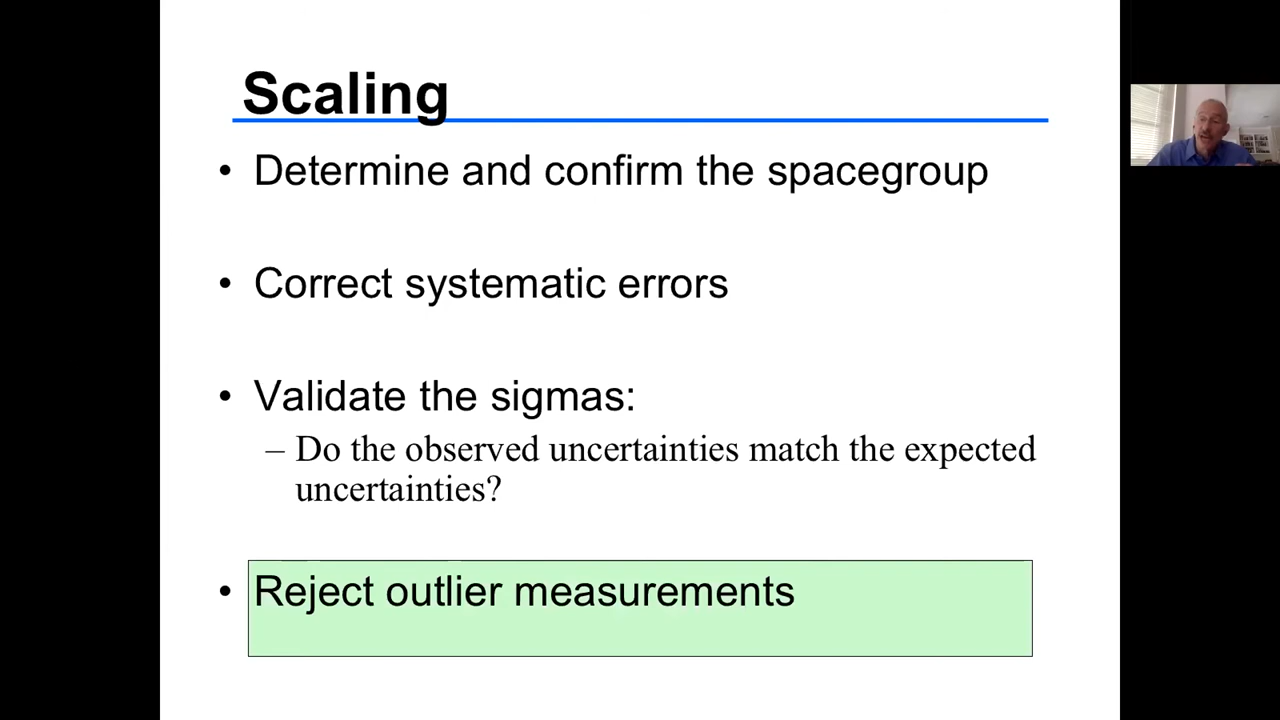 Scaling
• Determine and confirm the spacegroup
• Correct systematic errors
• Validate the sigmas:
– Do the observed uncertainties match the expected
uncertainties?
• Reject outlier measurements